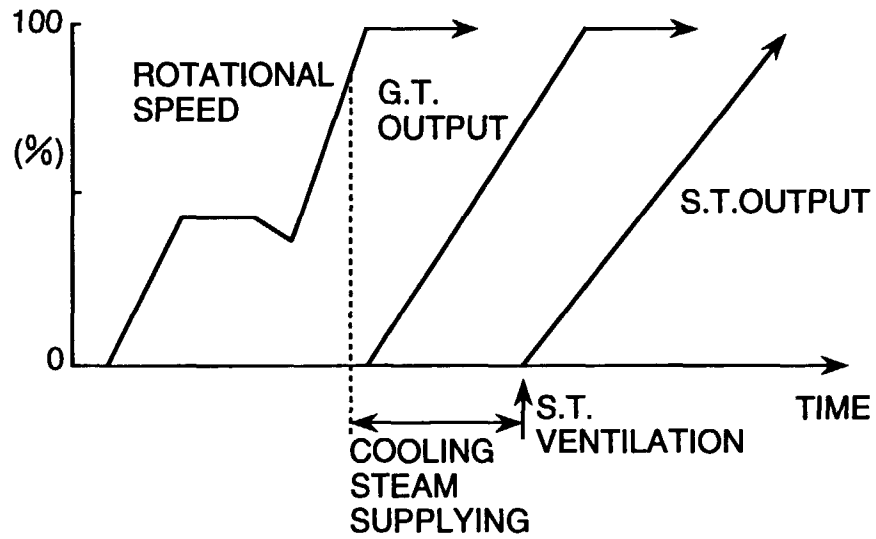 100
ROTATIONAL
SPEED
G.T.
OUTPUT
(%)
S.T.OUTPUT
0
S.T.
VENTILATION
TIME
COOLING
STEAM
SUPPLYING